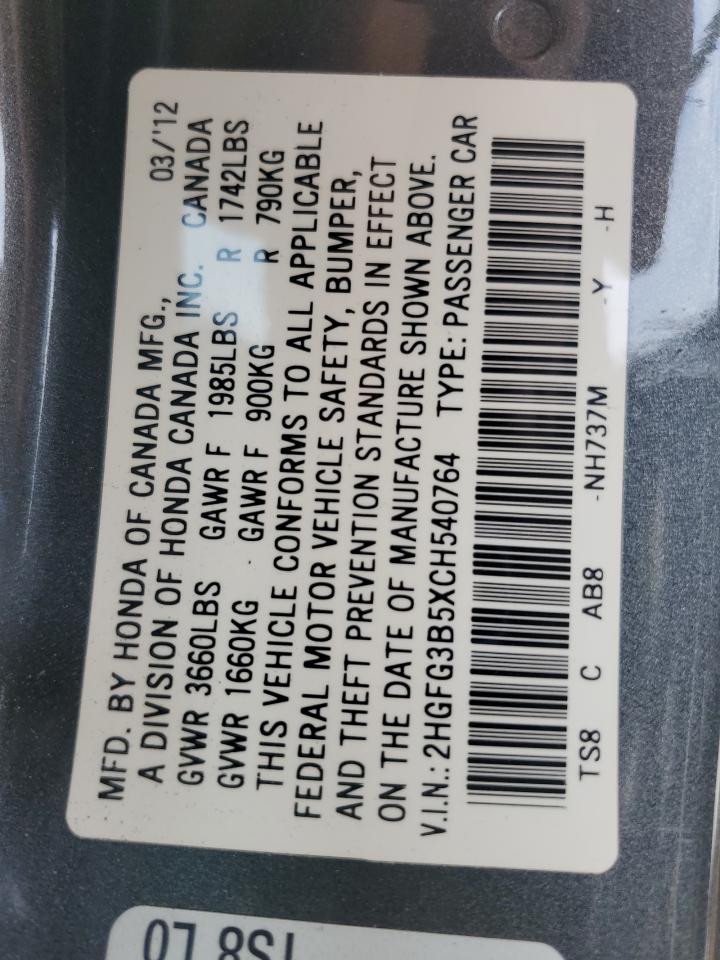 MFD. BY HONDA OF CANADA MFG., 03/'12
A DIVISION OF HONDA CANADA INC. CANADA
GVWR 3660LBS GAWR F 1985LBS R 1742LBS
GVWR 1660KG GAWR F 900KG R 790KG
THIS VEHICLE CONFORMS TO ALL APPLICABLE
FEDERAL MOTOR VEHICLE SAFETY, BUMPER,
AND THEFT PREVENTION STANDARDS IN EFFECT
ON THE DATE OF MANUFACTURE SHOWN ABOVE.
V.I.N.: 2HGFG3B5XCH540764 TYPE: PASSENGER CAR
TS8 C AB8 -NH737M -Y -H